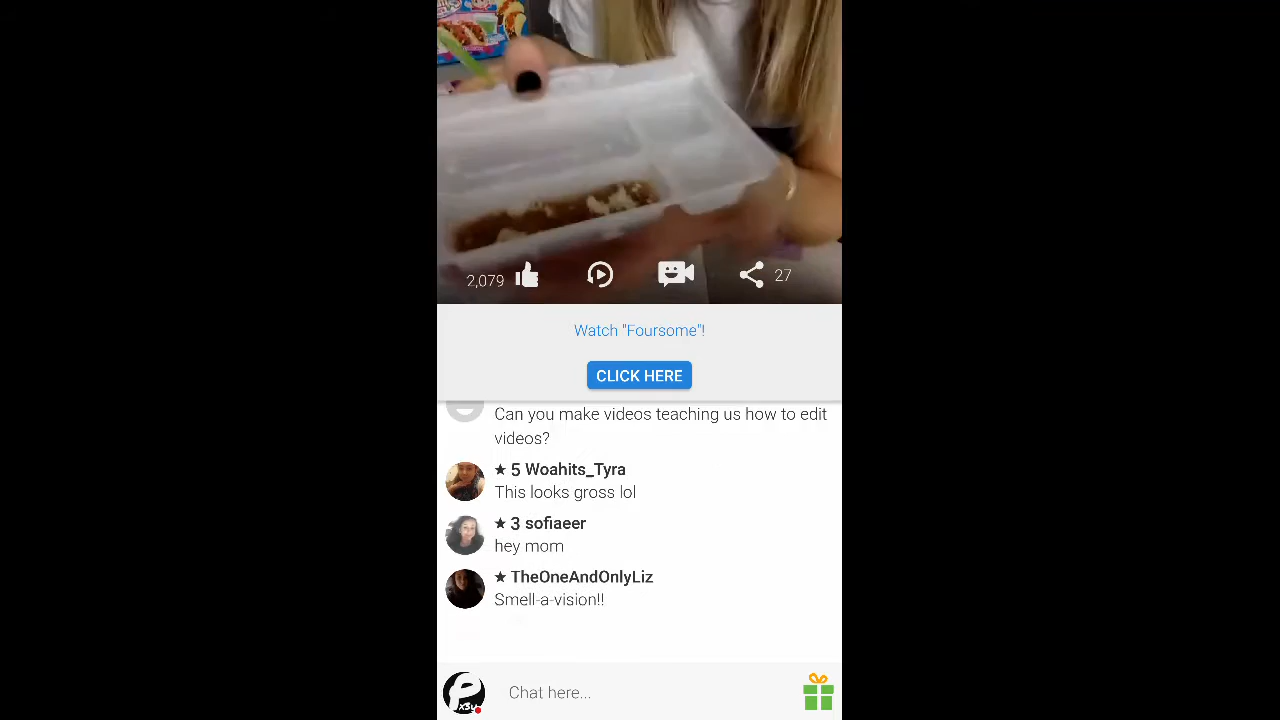 2,079
27
Watch "Foursome"!
CLICK HERE
Can you make videos teaching us how to edit
videos?
★ 5 Woahits_Tyra
This looks gross lol
★ 3 sofiaeer
hey mom
★ TheOneAndOnlyLiz
Smell-a-vision!!
Chat here...